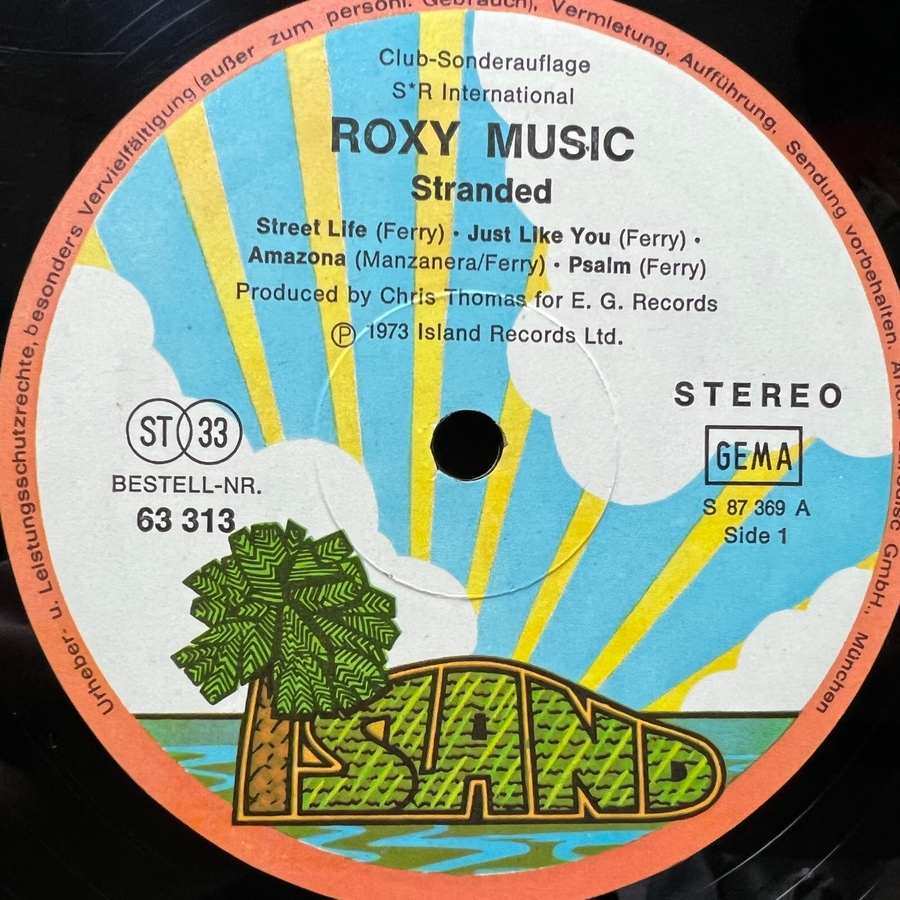 Urheber- u. Leistungsschutzrechte, besonders Vervielfältigung (außer zum persönl. Gebrauch), Vermietung, Aufführung, Sendung vorbehalten. GmbH., München
Club-Sonderauflage
S*R International
ROXY MUSIC
Stranded
Street Life (Ferry) • Just Like You (Ferry) •
Amazona (Manzanera/Ferry) • Psalm (Ferry)
Produced by Chris Thomas for E. G. Records
℗ 1973 Island Records Ltd.
STEREO
ST 33
GEMA
BESTELL-NR.
63 313
S 87 369 A
Side 1
ISLAND